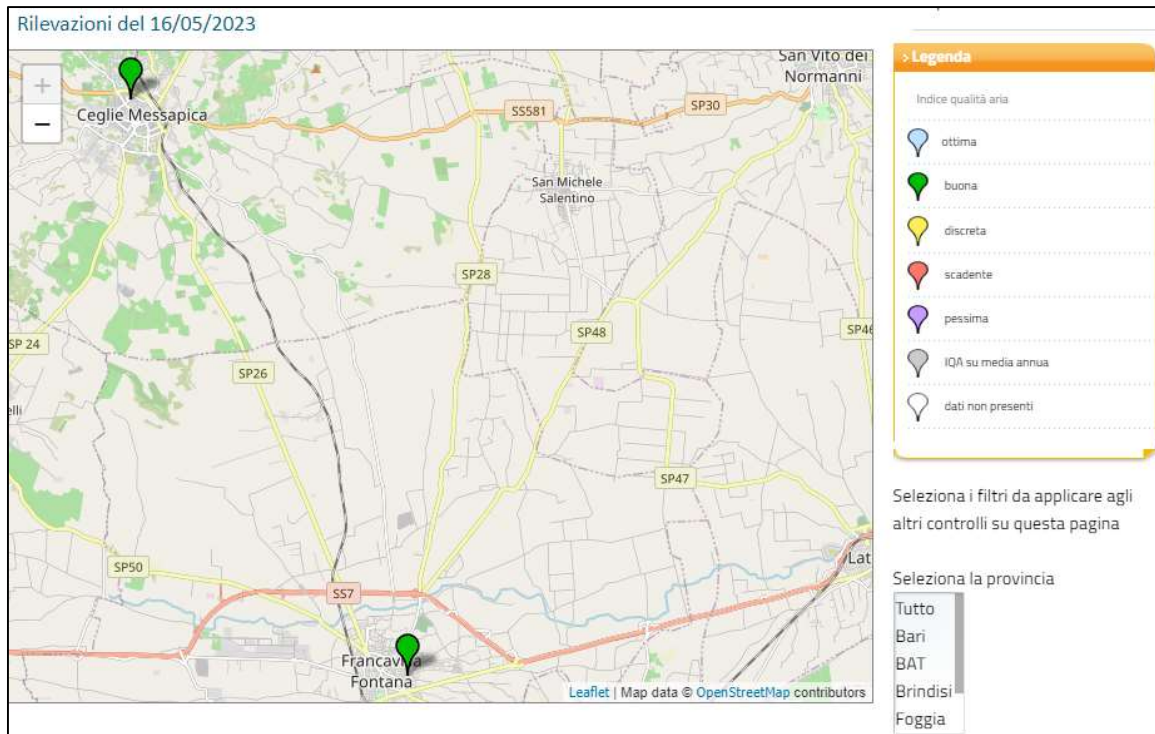 Rilevazioni del 16/05/2023
+
−
Ceglie Messapica
SS581
SP30
San Vito dei
Normanni
San Michele
Salentino
SP28
SP48
SP 24
SP26
elli
SP47
SP50
SS7
Francavilla
Fontana
Leaflet | Map data © OpenStreetMap contributors
> Legenda
Indice qualità aria
ottima
buona
discreta
scadente
pessima
IQA su media annua
dati non presenti
Seleziona i filtri da applicare agli
altri controlli su questa pagina
Seleziona la provincia
Tutto
Bari
BAT
Brindisi
Foggia